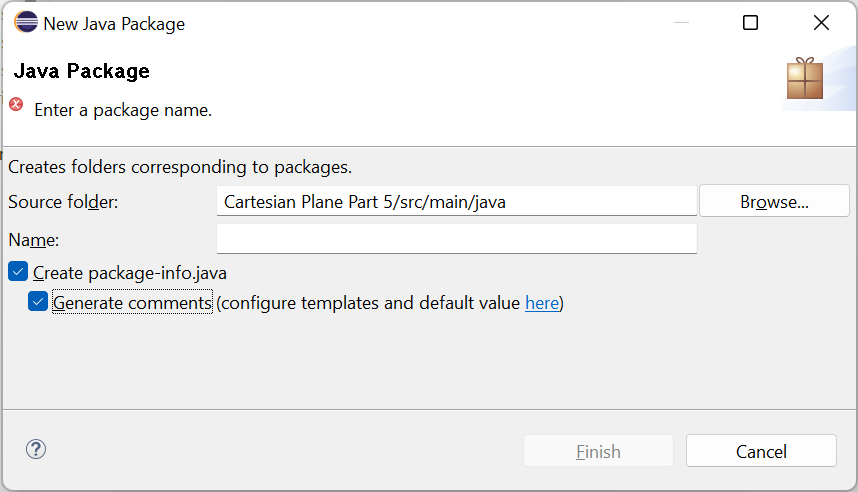 New Java Package
Java Package
Enter a package name.
Creates folders corresponding to packages.
Source folder: Cartesian Plane Part 5/src/main/java Browse...
Name:
Create package-info.java
Generate comments (configure templates and default value here)
Finish Cancel